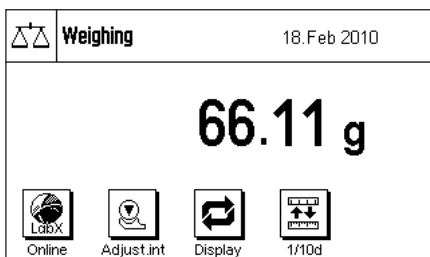 Weighing 18.Feb 2010
66.11 g
LabX
Online Adjust.int Display 1/10d